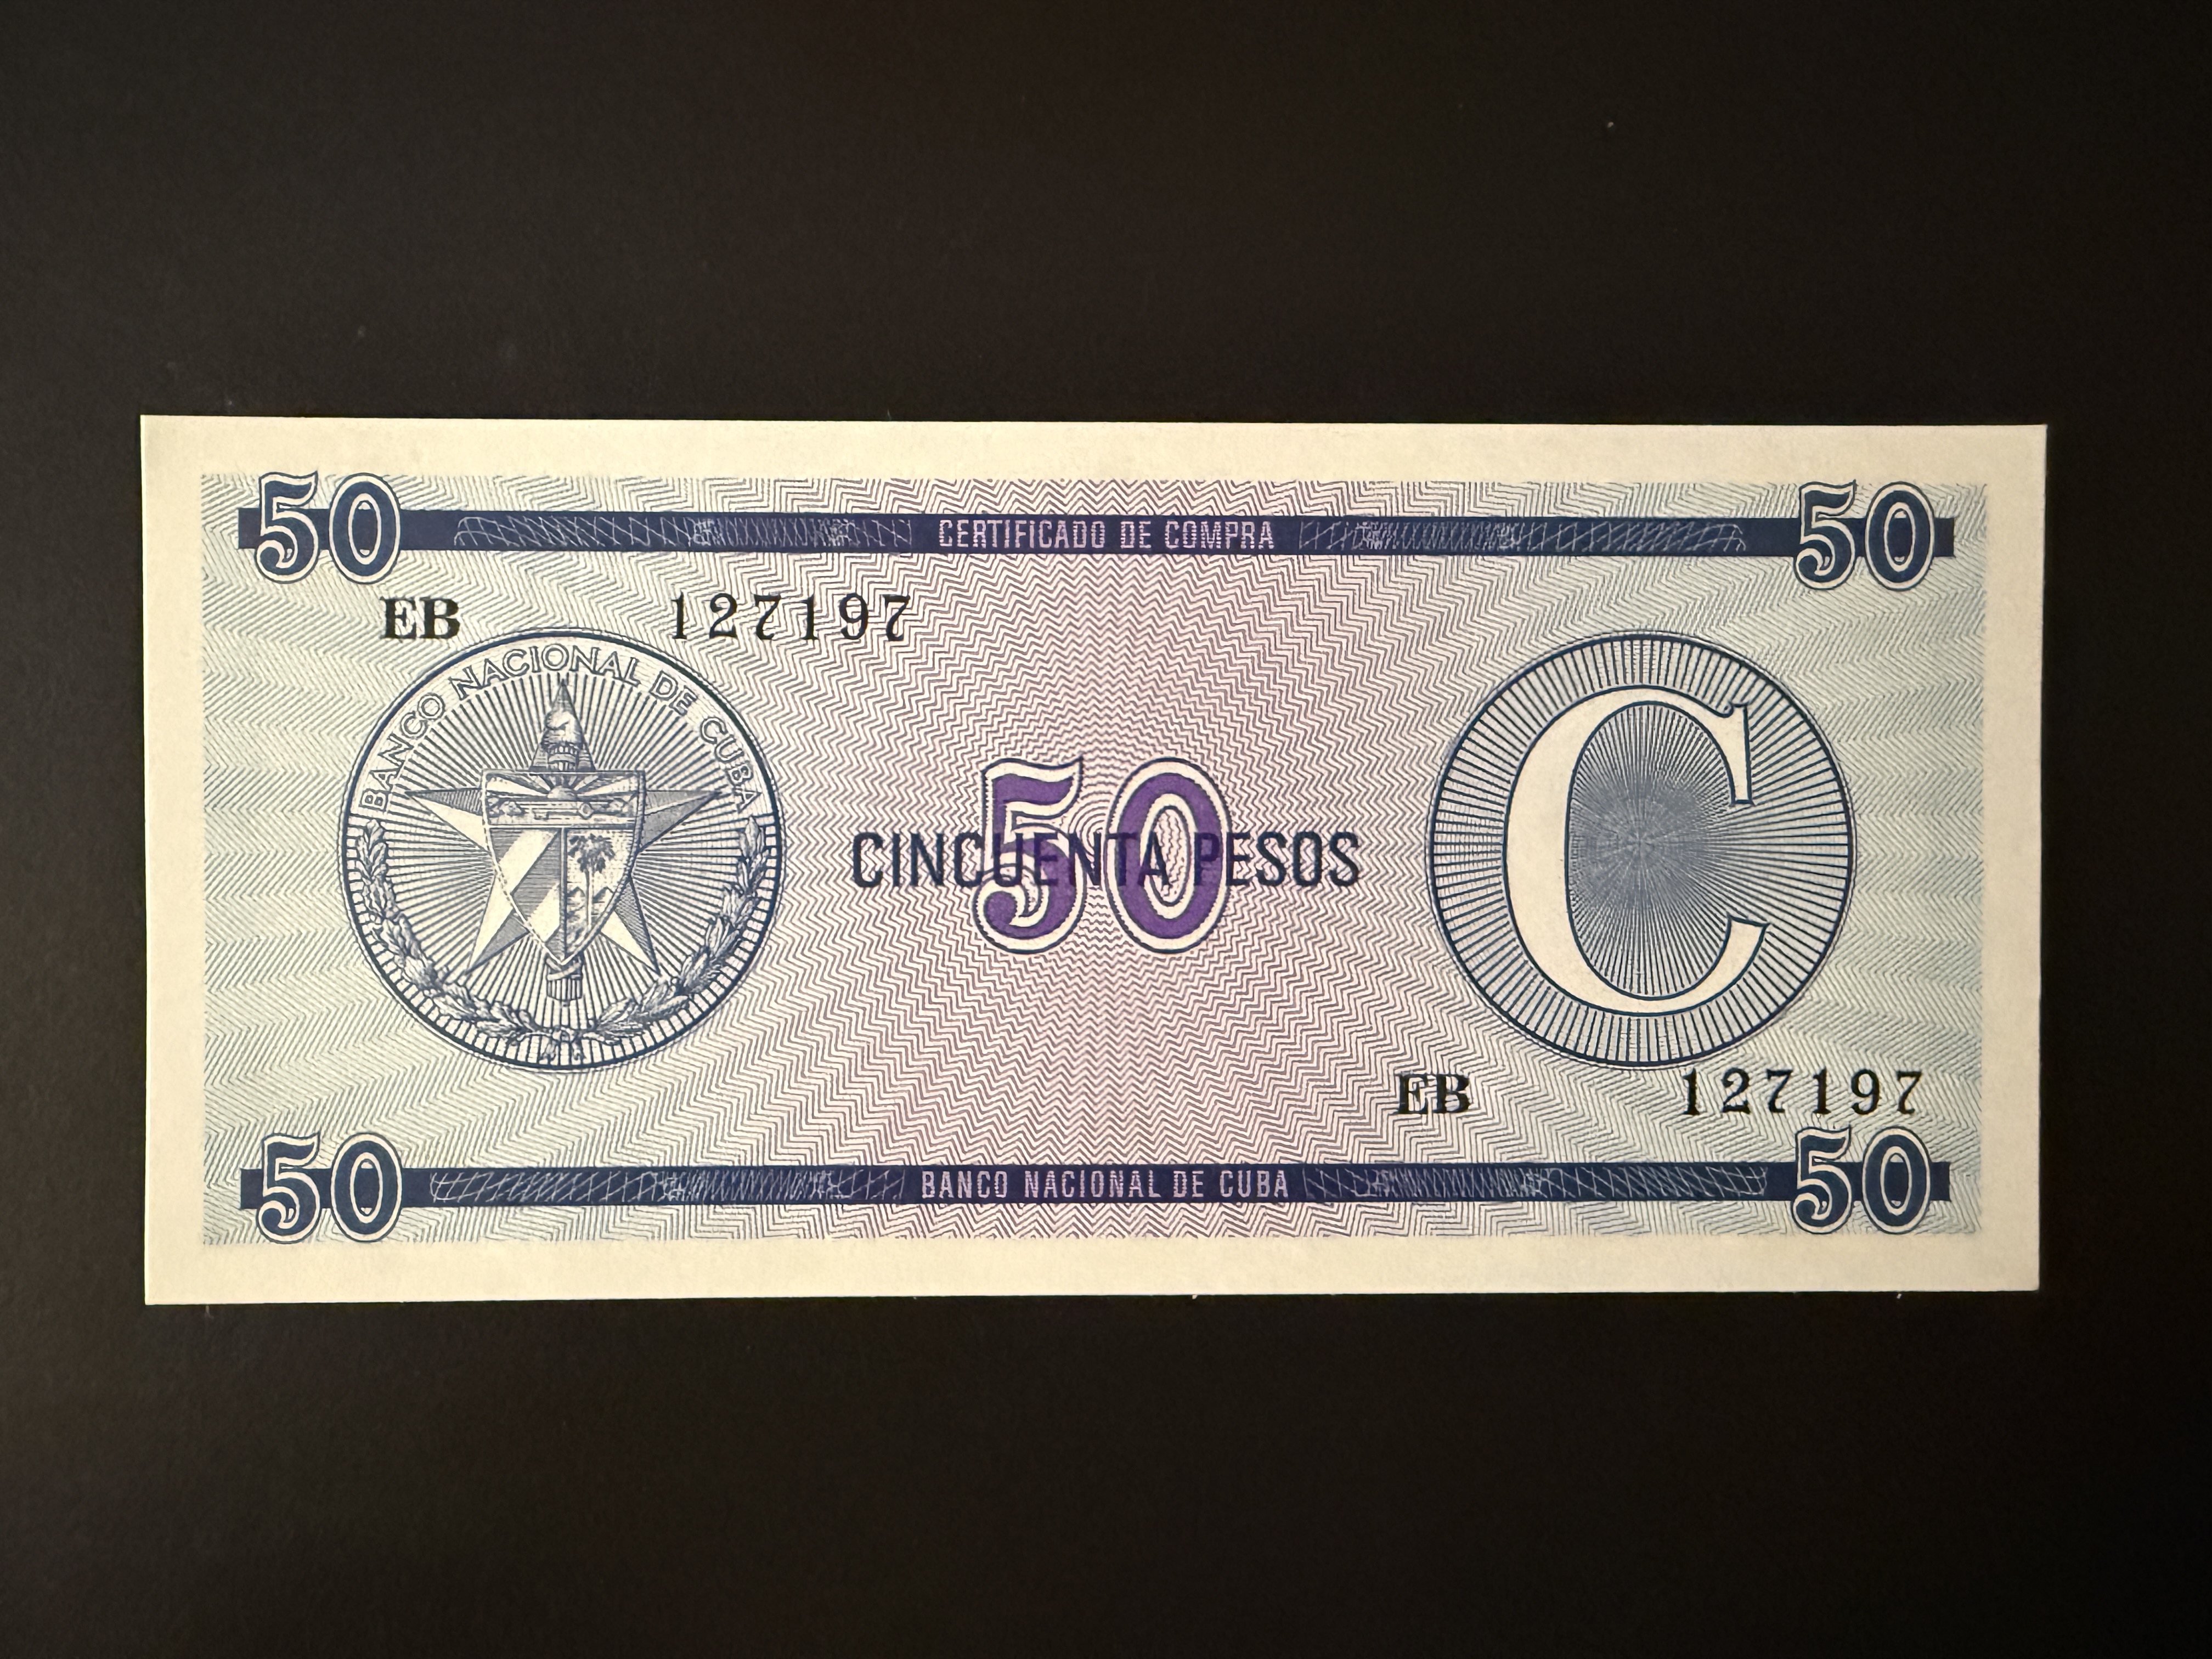 50 CERTIFICADO DE COMPRA 50
EB 127197
BANCO NACIONAL DE CUBA
50
CINCUENTA PESOS
C
EB 127197
50 BANCO NACIONAL DE CUBA 50